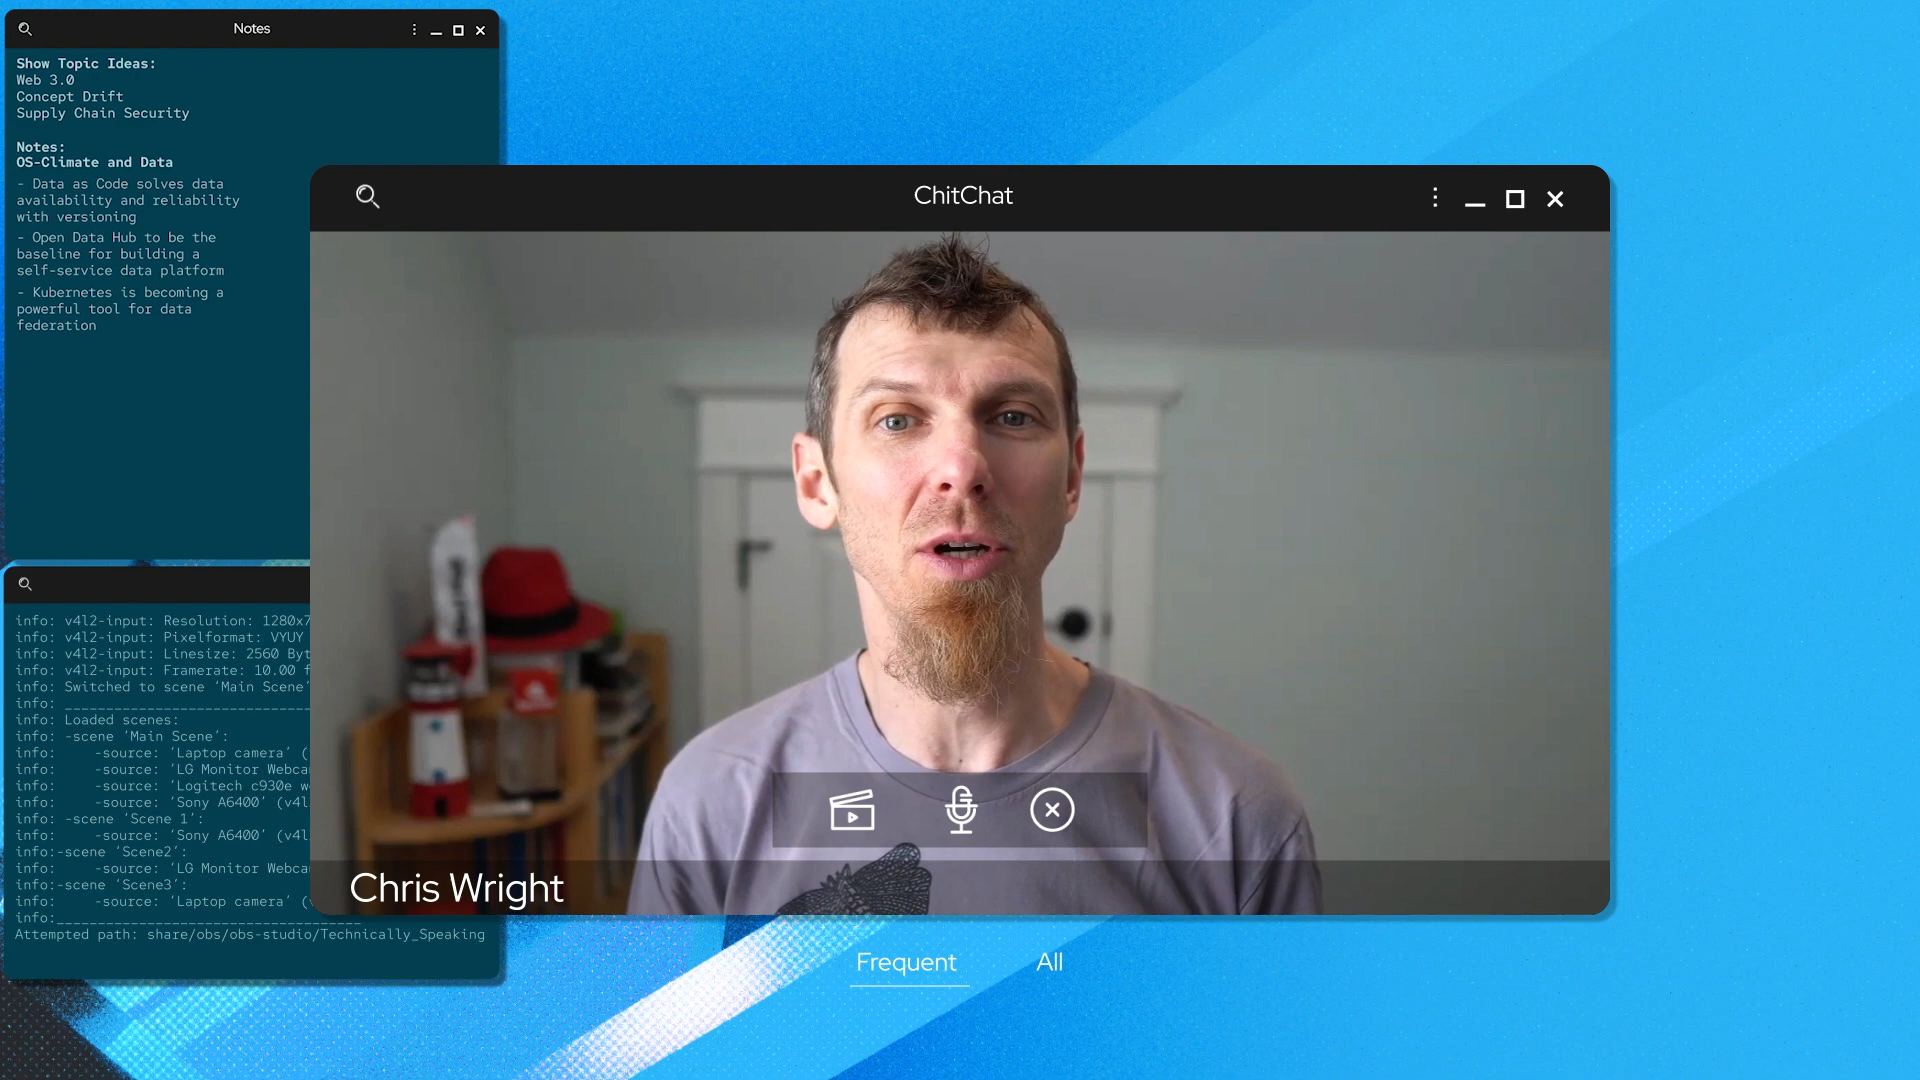 Notes
Show Topic Ideas:
Web 3.0
Concept Drift
Supply Chain Security
Notes:
OS-Climate and Data
- Data as Code solves data
availability and reliability
with versioning
- Open Data Hub to be the
baseline for building a
self-service data platform
- Kubernetes is becoming a
powerful tool for data
federation
ChitChat
Chris Wright
info: v4l2-input: Resolution: 1280x7
info: v4l2-input: Pixelformat: VYUY
info: v4l2-input: Linesize: 2560 Byt
info: v4l2-input: Framerate: 10.00 f
info: Switched to scene ‘Main Scene’
info: ______________________________
info: Loaded scenes:
info: -scene ‘Main Scene’:
info: -source: ‘Laptop camera’ (
info: -source: ‘LG Monitor Webca
info: -source: ‘Logitech c930e w
info: -source: ‘Sony A6400’ (v4l
info: -scene ‘Scene 1’:
info: -source: ‘Sony A6400’ (v4l
info:-scene ‘Scene2’:
info: -source: ‘LG Monitor Webca
info:-scene ‘Scene3’:
info: -source: ‘Laptop camera’ (v
info:______________________________
Attempted path: share/obs/obs-studio/Technically_Speaking
Frequent
All